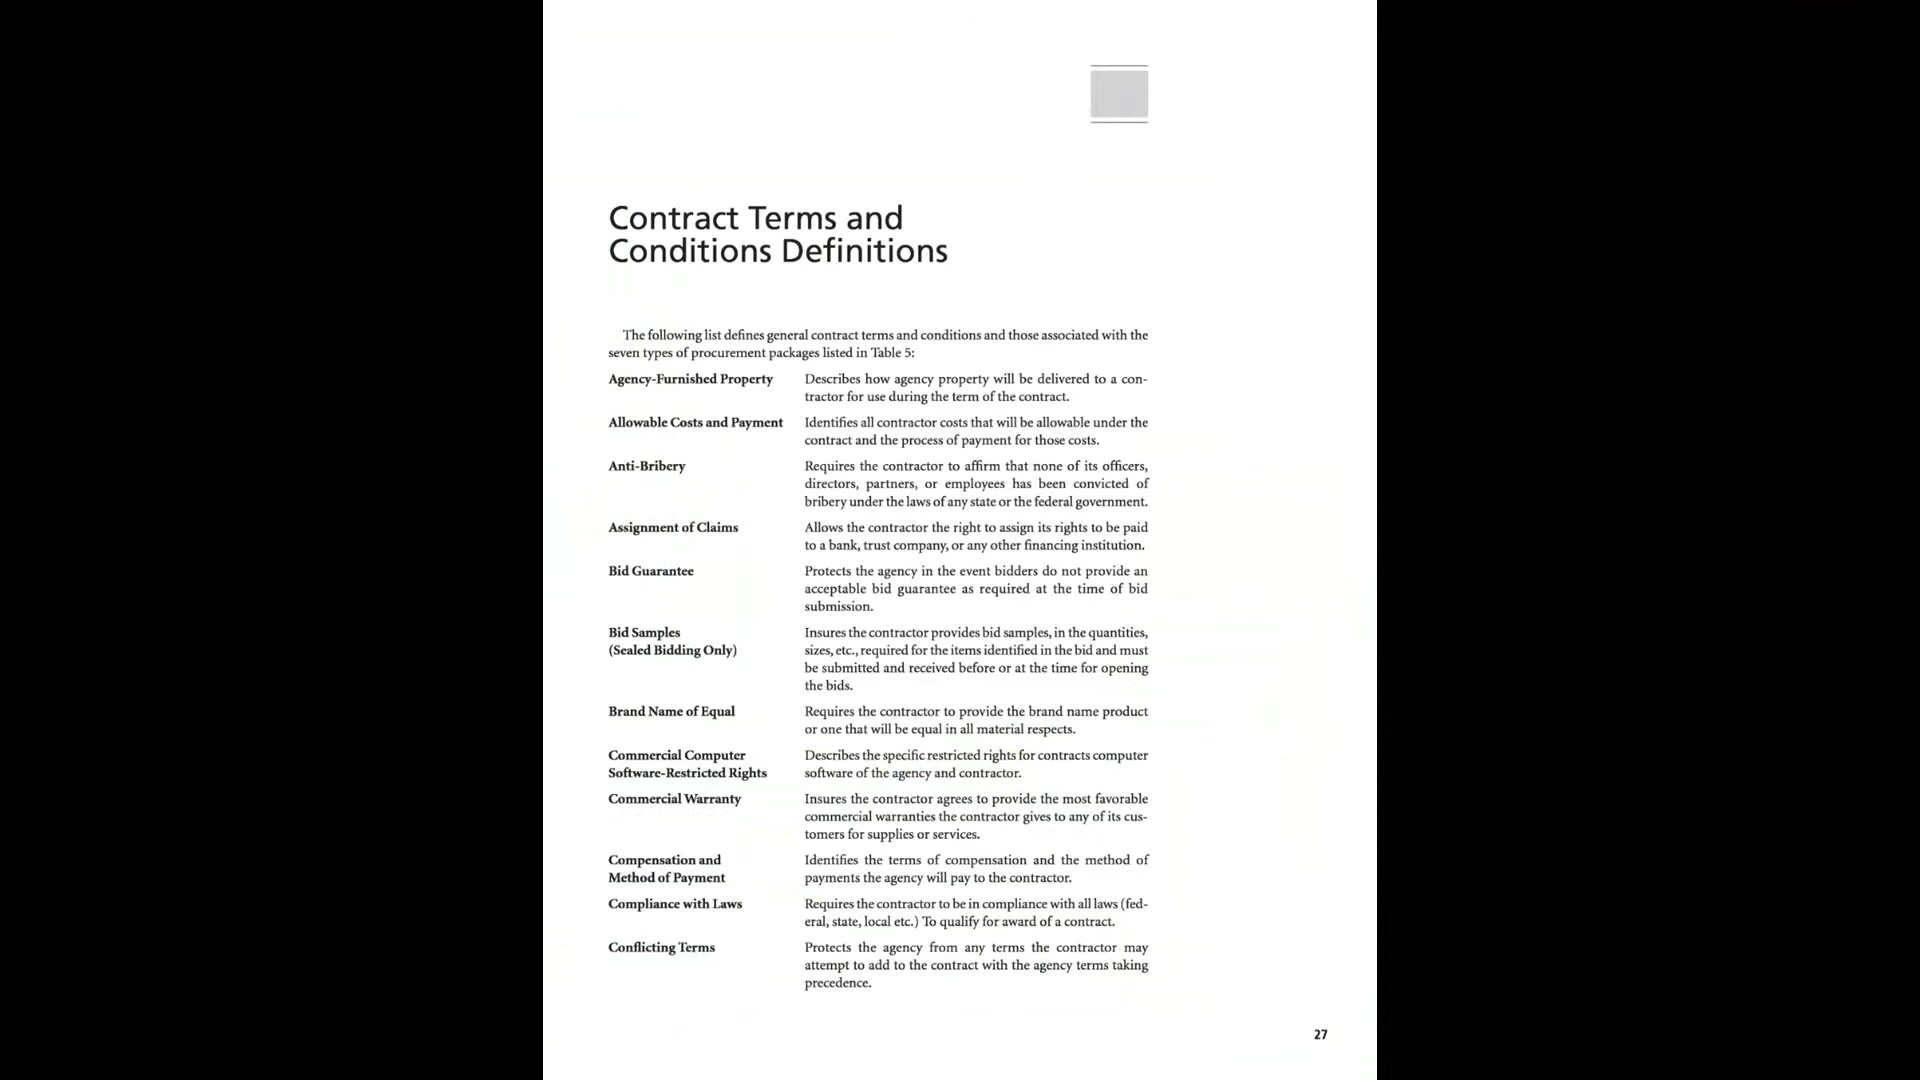 Contract Terms and
Conditions Definitions
The following list defines general contract terms and conditions and those associated with the
seven types of procurement packages listed in Table 5:
Agency-Furnished Property Describes how agency property will be delivered to a con-
tractor for use during the term of the contract.
Allowable Costs and Payment Identifies all contractor costs that will be allowable under the
contract and the process of payment for those costs.
Anti-Bribery Requires the contractor to affirm that none of its officers,
directors, partners, or employees has been convicted of
bribery under the laws of any state or the federal government.
Assignment of Claims Allows the contractor the right to assign its rights to be paid
to a bank, trust company, or any other financing institution.
Bid Guarantee Protects the agency in the event bidders do not provide an
acceptable bid guarantee as required at the time of bid
submission.
Bid Samples Insures the contractor provides bid samples, in the quantities,
(Sealed Bidding Only) sizes, etc., required for the items identified in the bid and must
be submitted and received before or at the time for opening
the bids.
Brand Name of Equal Requires the contractor to provide the brand name product
or one that will be equal in all material respects.
Commercial Computer Describes the specific restricted rights for contracts computer
Software-Restricted Rights software of the agency and contractor.
Commercial Warranty Insures the contractor agrees to provide the most favorable
commercial warranties the contractor gives to any of its cus-
tomers for supplies or services.
Compensation and Identifies the terms of compensation and the method of
Method of Payment payments the agency will pay to the contractor.
Compliance with Laws Requires the contractor to be in compliance with all laws (fed-
eral, state, local etc.) To qualify for award of a contract.
Conflicting Terms Protects the agency from any terms the contractor may
attempt to add to the contract with the agency terms taking
precedence.
27